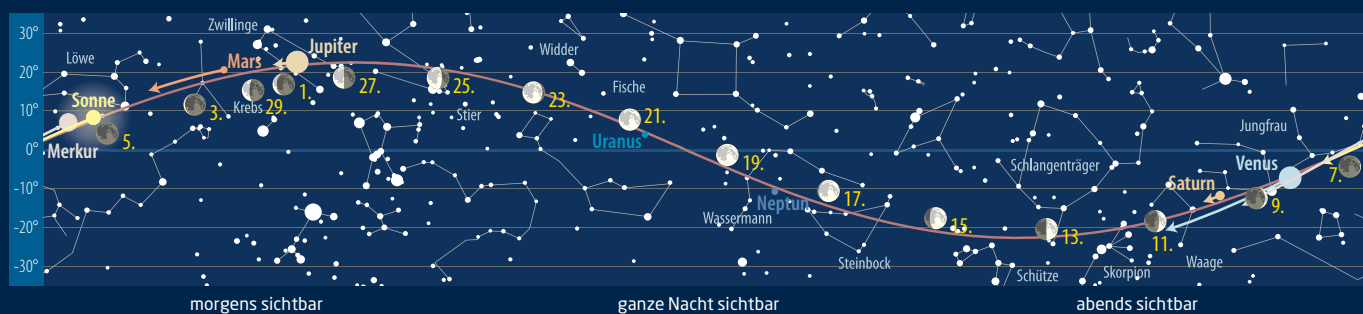 30°
20°
10°
0°
-10°
-20°
-30°
Löwe
Zwillinge
Mars
Jupiter
Krebs
Sonne
Merkur
5.
3.
29.
1.
27.
25.
Stier
Widder
23.
Fische
21.
Uranus
19.
Neptun
Wassermann
17.
Steinbock
15.
Schlangenträger
Schütze
13.
Skorpion
11.
Saturn
Waage
Jungfrau
Venus
9.
7.
morgens sichtbar
ganze Nacht sichtbar
abends sichtbar